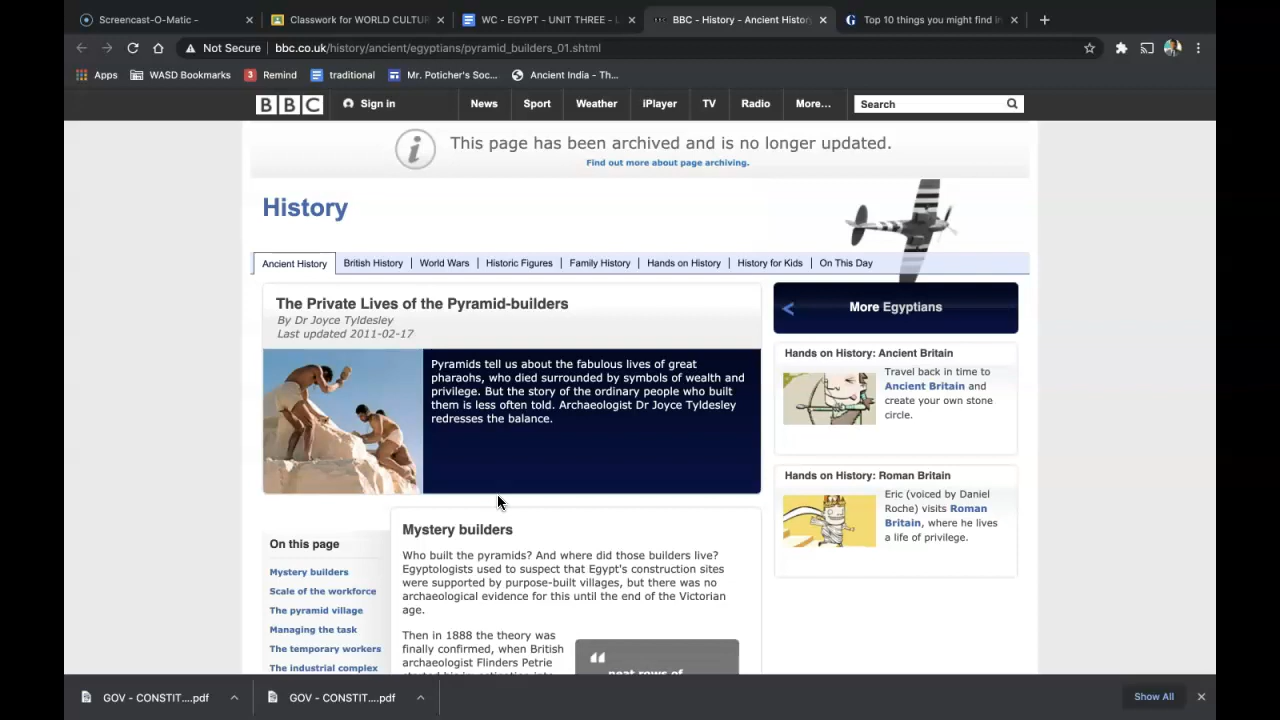 Screencast-O-Matic -
Classwork for WORLD CULTUR
WC - EGYPT - UNIT THREE - L
BBC - History - Ancient Histor
Top 10 things you might find in
Not Secure
bbc.co.uk/history/ancient/egyptians/pyramid_builders_01.shtml
Apps
WASD Bookmarks
3 Remind
traditional
Mr. Poticher's Soc...
Ancient India - Th...
BBC
Sign in
News
Sport
Weather
iPlayer
TV
Radio
More...
Search
This page has been archived and is no longer updated.
Find out more about page archiving.
History
Ancient History
British History
World Wars
Historic Figures
Family History
Hands on History
History for Kids
On This Day
The Private Lives of the Pyramid-builders
By Dr Joyce Tyldesley
Last updated 2011-02-17
Pyramids tell us about the fabulous lives of great
pharaohs, who died surrounded by symbols of wealth and
privilege. But the story of the ordinary people who built
them is less often told. Archaeologist Dr Joyce Tyldesley
redresses the balance.
On this page
Mystery builders
Scale of the workforce
The pyramid village
Managing the task
The temporary workers
The industrial complex
Mystery builders
Who built the pyramids? And where did those builders live?
Egyptologists used to suspect that Egypt's construction sites
were supported by purpose-built villages, but there was no
archaeological evidence for this until the end of the Victorian
age.
Then in 1888 the theory was
finally confirmed, when British
archaeologist Flinders Petrie
started his investigation into
neat rows of
More Egyptians
Hands on History: Ancient Britain
Travel back in time to
Ancient Britain and
create your own stone
circle.
Hands on History: Roman Britain
Eric (voiced by Daniel
Roche) visits Roman
Britain, where he lives
a life of privilege.
GOV - CONSTIT....pdf
GOV - CONSTIT....pdf
Show All